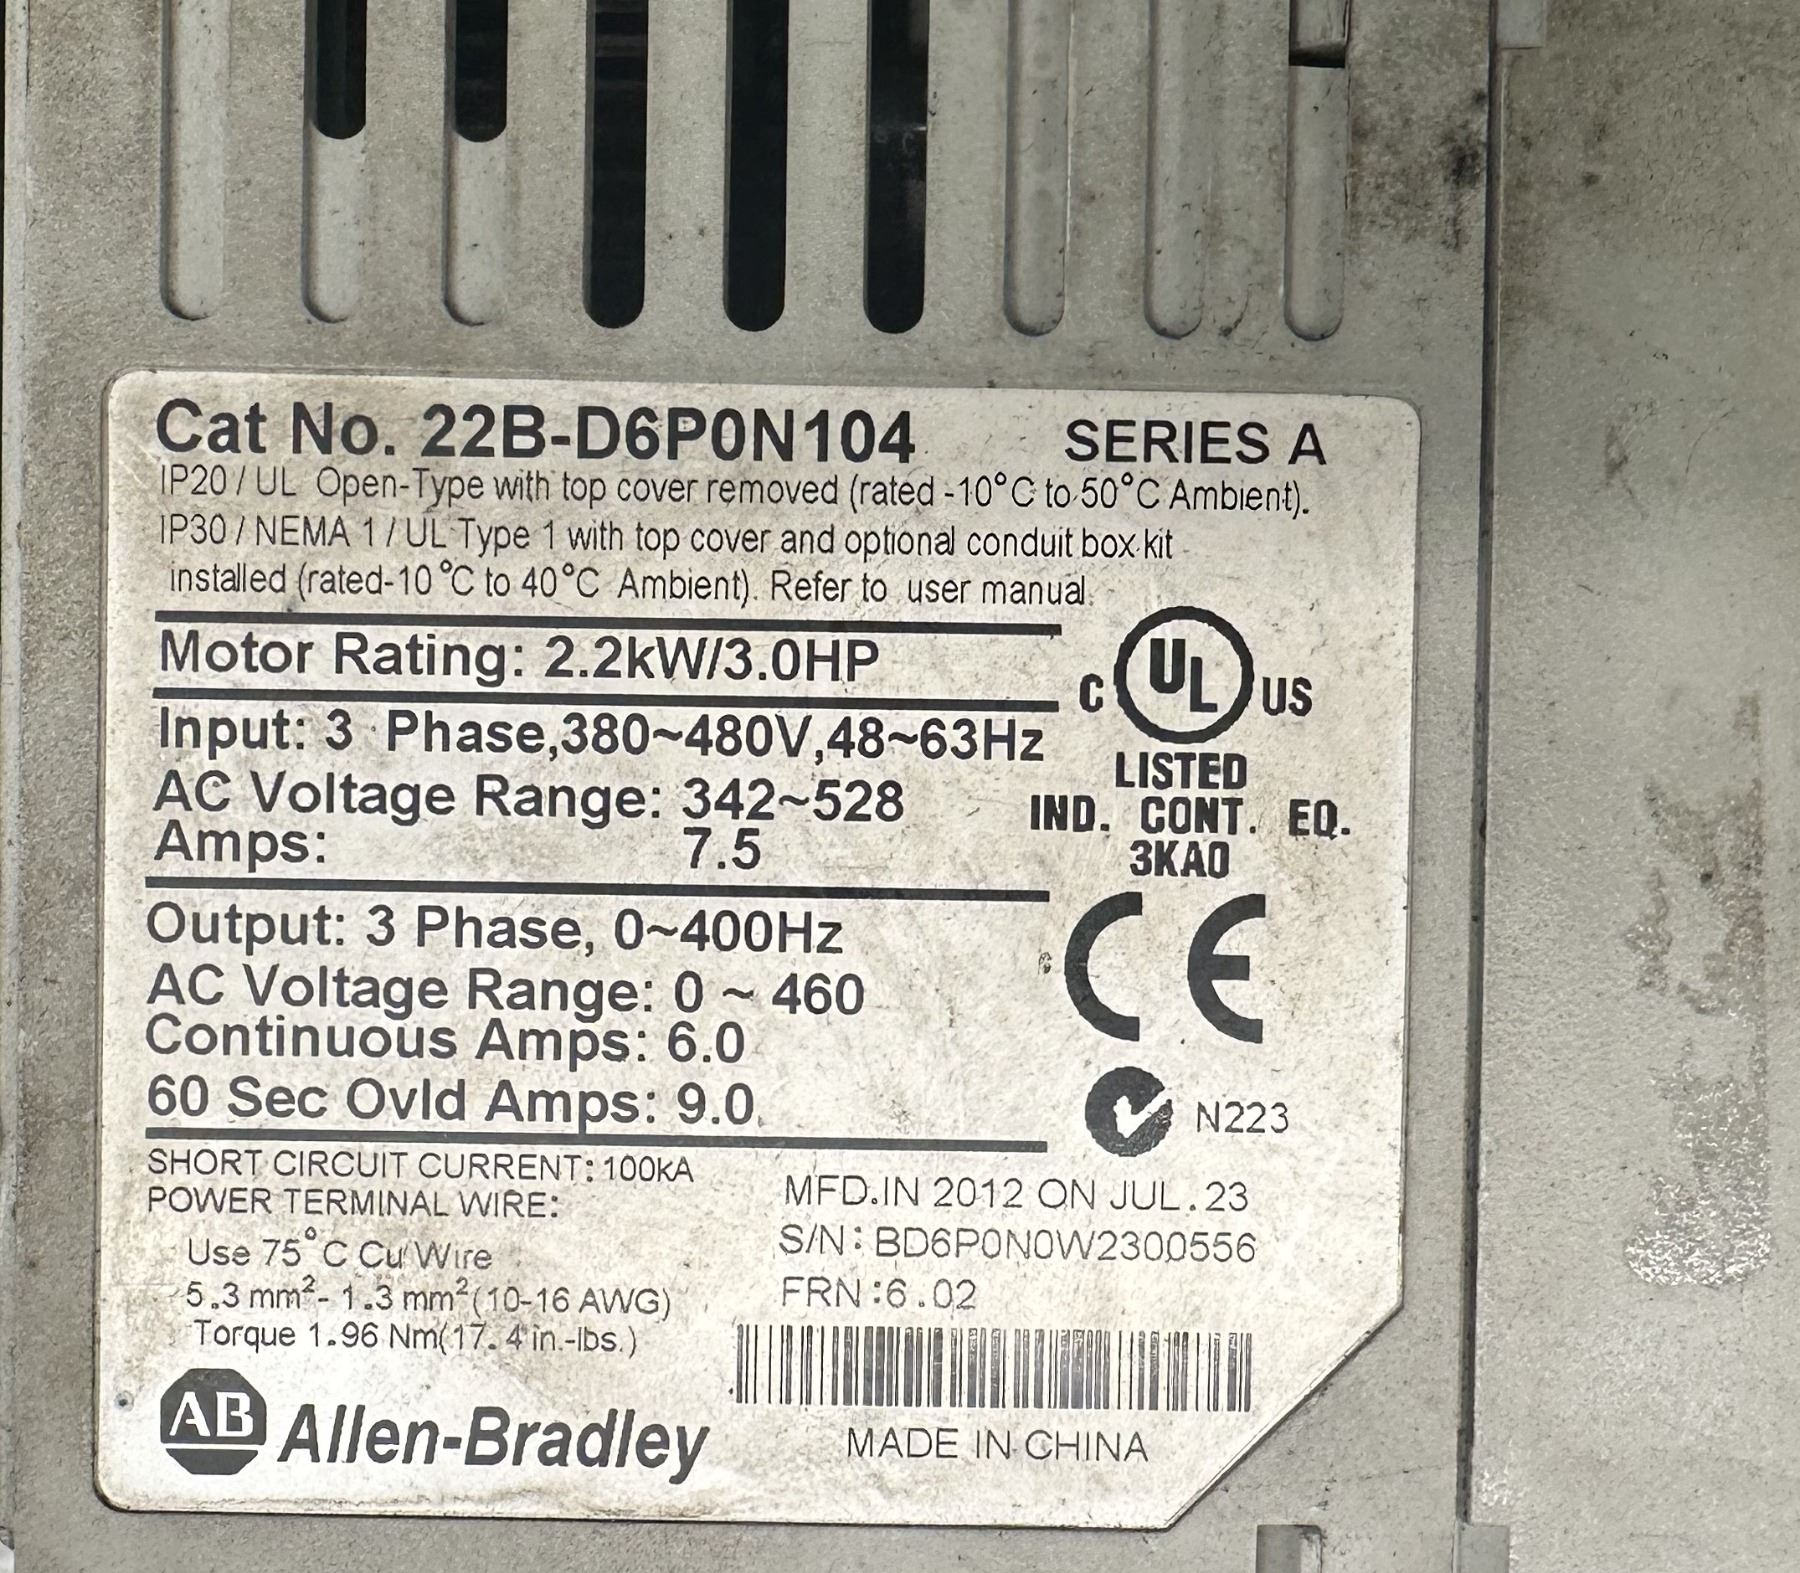 Cat No. 22B-D6P0N104 SERIES A
IP20 / UL Open-Type with top cover removed (rated -10°C to 50°C Ambient).
IP30 / NEMA 1 / UL Type 1 with top cover and optional conduit box kit
installed (rated-10°C to 40°C Ambient). Refer to user manual.
Motor Rating: 2.2kW/3.0HP
Input: 3 Phase,380~480V,48~63Hz
AC Voltage Range: 342~528
Amps: 7.5
C UL US
LISTED
IND. CONT. EQ.
3KA0
Output: 3 Phase, 0~400Hz
AC Voltage Range: 0 ~ 460
Continuous Amps: 6.0
60 Sec Ovld Amps: 9.0
CE
N223
SHORT CIRCUIT CURRENT: 100kA
POWER TERMINAL WIRE:
Use 75°C Cu Wire
5.3 mm²- 1.3 mm²(10-16 AWG)
Torque 1.96 Nm(17.4 in.-lbs.)
MFD.IN 2012 ON JUL.23
S/N: BD6P0N0W2300556
FRN:6.02
AB Allen-Bradley
MADE IN CHINA